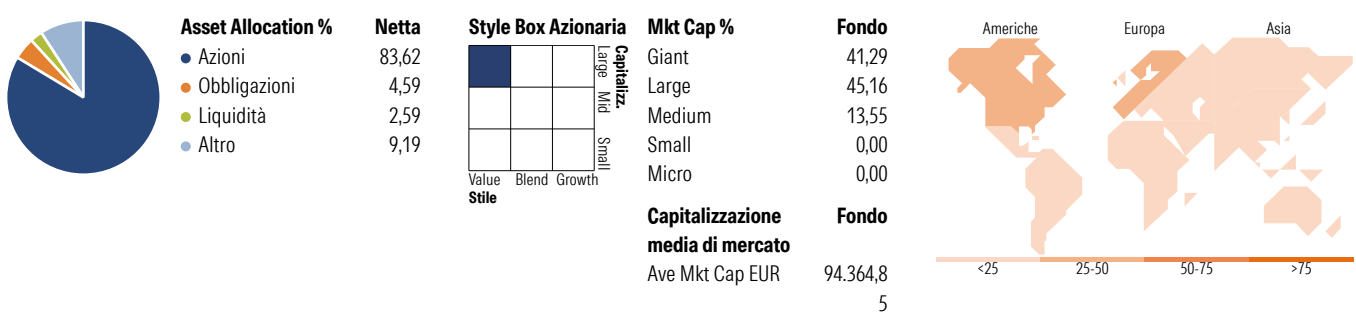 Asset Allocation % Netta
Azioni 83,62
Obbligazioni 4,59
Liquidità 2,59
Altro 9,19
Style Box Azionaria
Capitalizz.
Large Mid Small
Value Blend Growth
Stile
Mkt Cap % Fondo
Giant 41,29
Large 45,16
Medium 13,55
Small 0,00
Micro 0,00
Capitalizzazione Fondo
media di mercato
Ave Mkt Cap EUR 94.364,8
5
Americhe Europa Asia
<25 25-50 50-75 >75